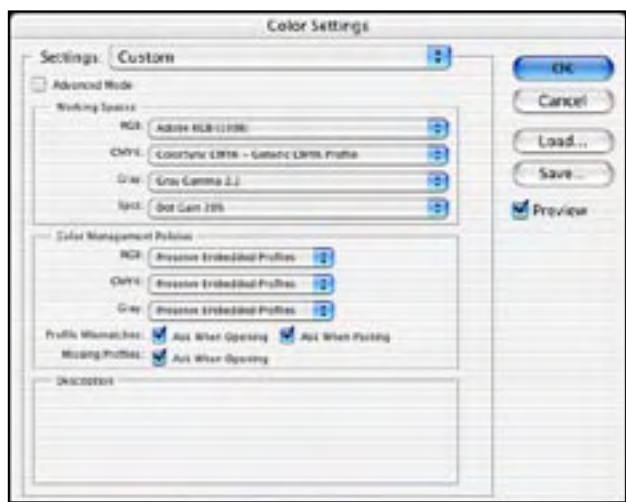 Color Settings
Settings: Custom
OK
Advanced Mode
Cancel
Working Spaces
RGB: Adobe RGB (1998)
Load...
CMYK: ColorSync CMYK - Generic CMYK Profile
Save...
Gray: Gray Gamma 2.2
Spot: Dot Gain 20%
Preview
Color Management Policies
RGB: Preserve Embedded Profiles
CMYK: Preserve Embedded Profiles
Gray: Preserve Embedded Profiles
Profile Mismatches: Ask When Opening Ask When Pasting
Missing Profiles: Ask When Opening
Description